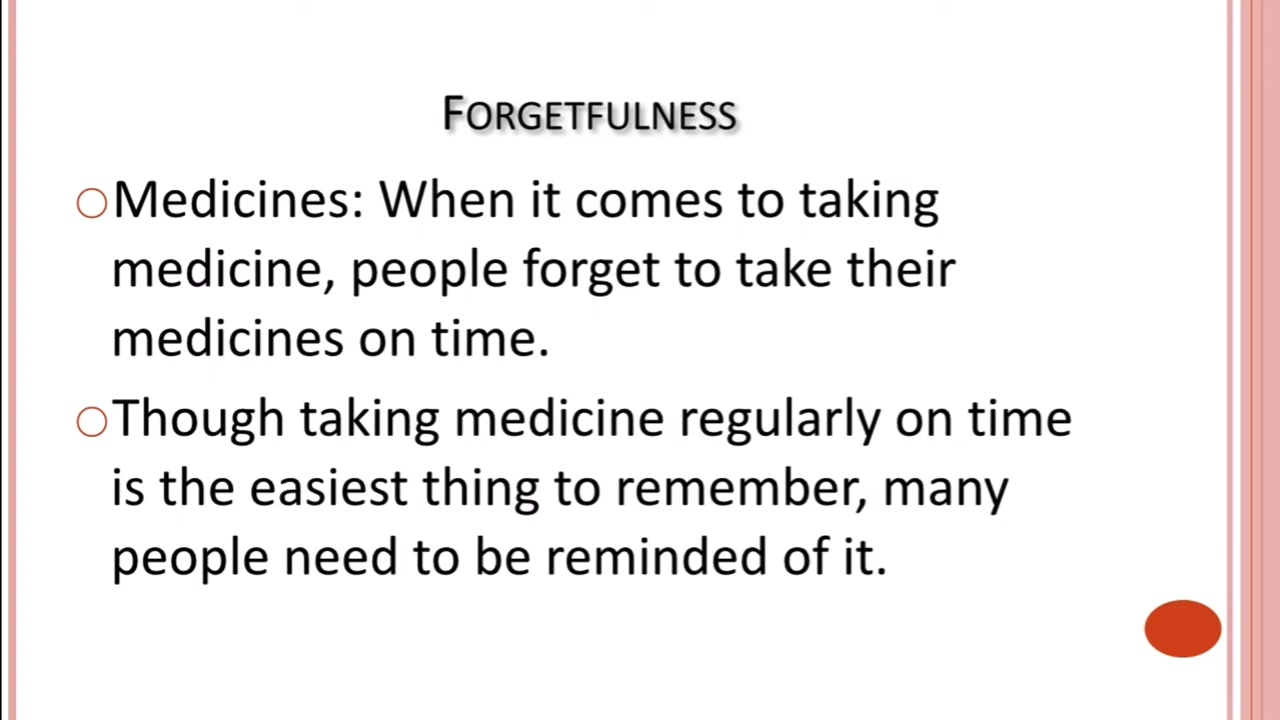 FORGETFULNESS
Medicines: When it comes to taking
medicine, people forget to take their
medicines on time.
Though taking medicine regularly on time
is the easiest thing to remember, many
people need to be reminded of it.